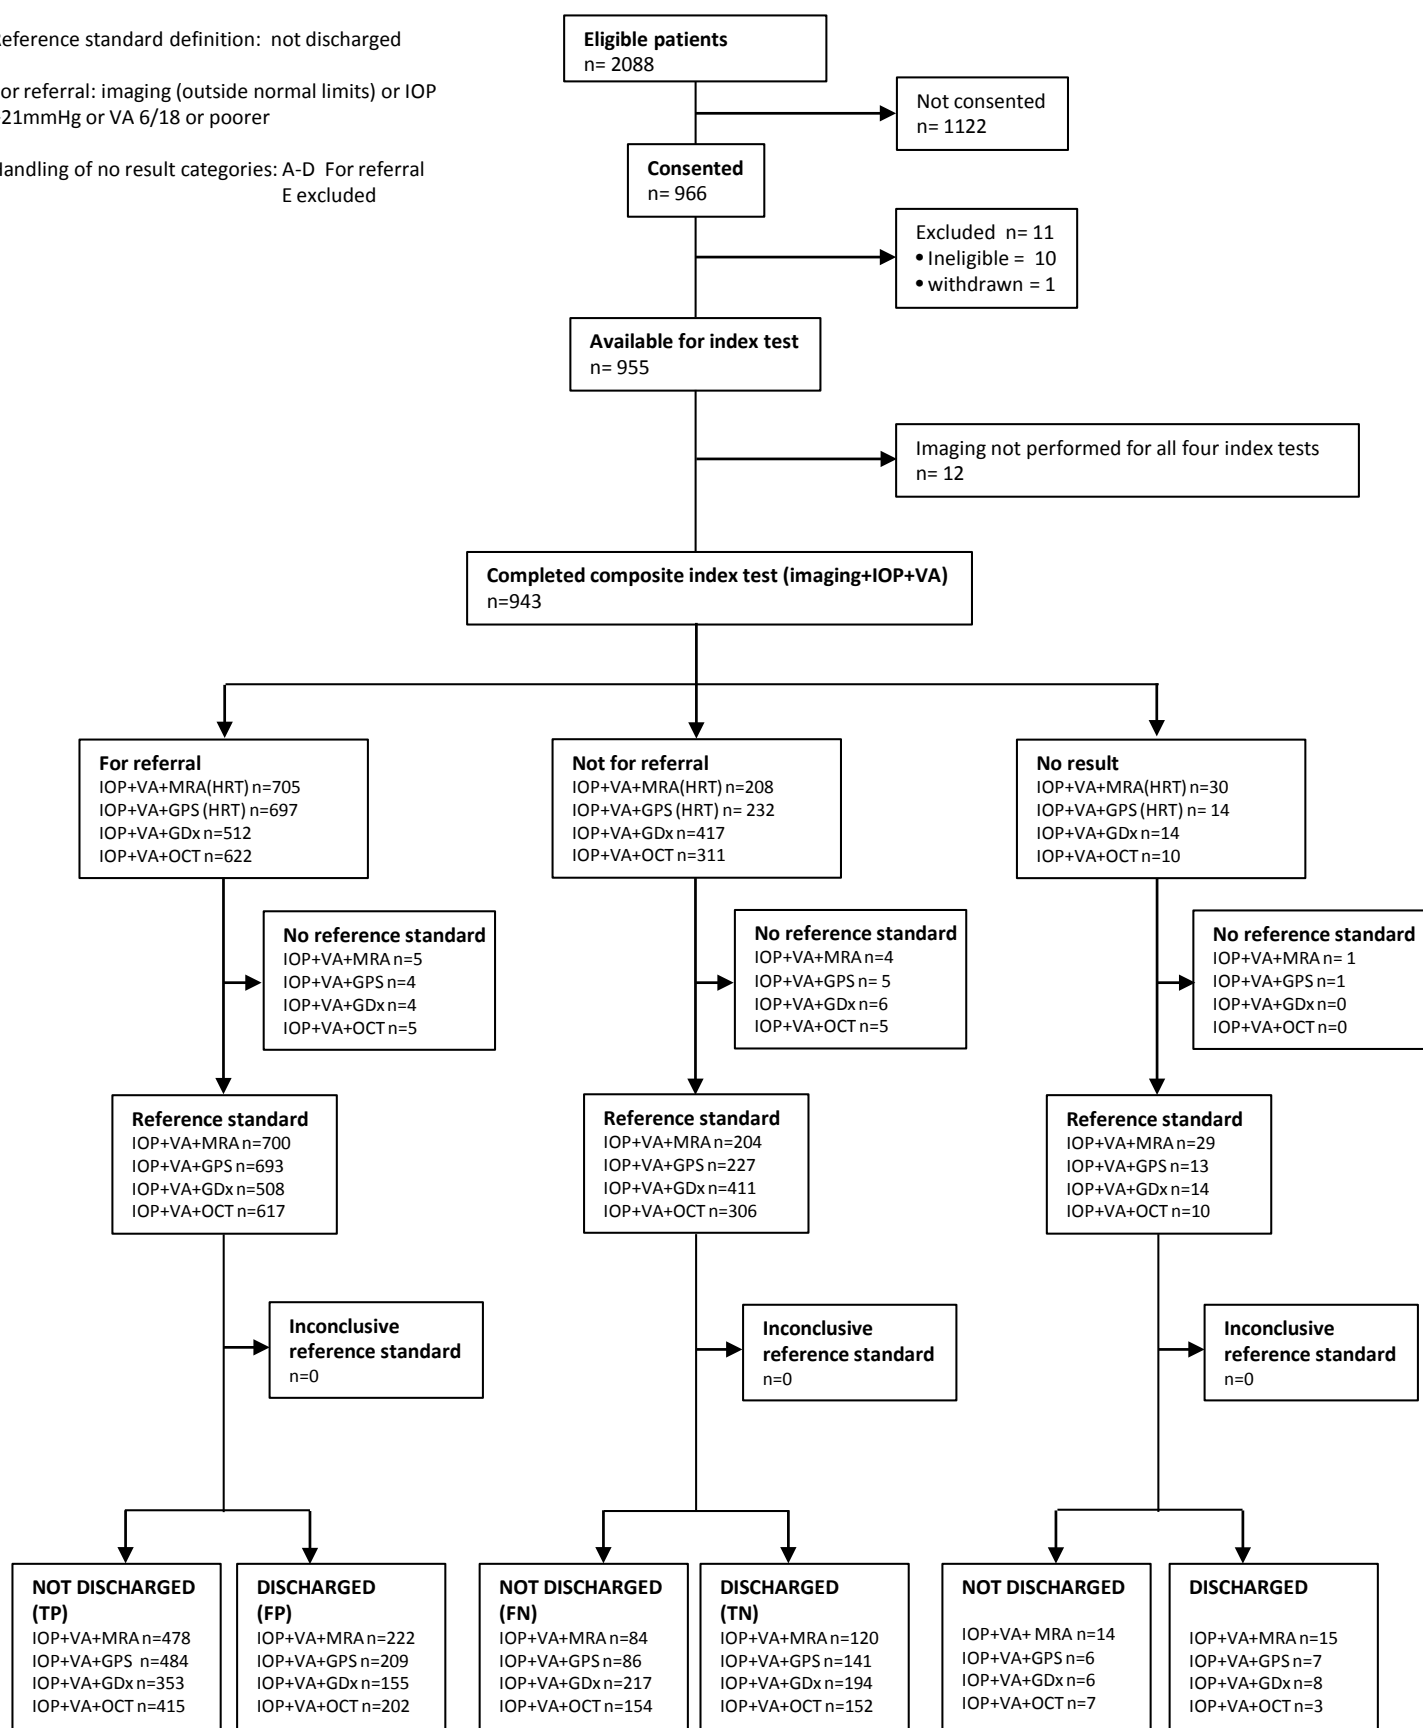 eference standard definition: not discharged
or referral: imaging (outside normal limits) or IOP
21mmHg or VA 6/18 or poorer
andling of no result categories: A-D For referral
E excluded
Eligible patients
n= 2088
Not consented
n= 1122
Consented
n= 966
Excluded n= 11
• Ineligible = 10
• withdrawn = 1
Available for index test
n= 955
Imaging not performed for all four index tests
n= 12
Completed composite index test (imaging+IOP+VA)
n=943
For referral
IOP+VA+MRA(HRT) n=705
IOP+VA+GPS (HRT) n=697
IOP+VA+GDx n=512
IOP+VA+OCT n=622
Not for referral
IOP+VA+MRA(HRT) n=208
IOP+VA+GPS (HRT) n= 232
IOP+VA+GDx n=417
IOP+VA+OCT n=311
No result
IOP+VA+MRA(HRT) n=30
IOP+VA+GPS (HRT) n= 14
IOP+VA+GDx n=14
IOP+VA+OCT n=10
No reference standard
IOP+VA+MRA n=5
IOP+VA+GPS n=4
IOP+VA+GDx n=4
IOP+VA+OCT n=5
No reference standard
IOP+VA+MRA n=4
IOP+VA+GPS n= 5
IOP+VA+GDx n=6
IOP+VA+OCT n=5
No reference standard
IOP+VA+MRA n= 1
IOP+VA+GPS n=1
IOP+VA+GDx n=0
IOP+VA+OCT n=0
Reference standard
IOP+VA+MRA n=700
IOP+VA+GPS n=693
IOP+VA+GDx n=508
IOP+VA+OCT n=617
Reference standard
IOP+VA+MRA n=204
IOP+VA+GPS n=227
IOP+VA+GDx n=411
IOP+VA+OCT n=306
Reference standard
IOP+VA+MRA n=29
IOP+VA+GPS n=13
IOP+VA+GDx n=14
IOP+VA+OCT n=10
Inconclusive
reference standard
n=0
Inconclusive
reference standard
n=0
Inconclusive
reference standard
n=0
NOT DISCHARGED
(TP)
IOP+VA+MRA n=478
IOP+VA+GPS n=484
IOP+VA+GDx n=353
IOP+VA+OCT n=415
DISCHARGED
(FP)
IOP+VA+MRA n=222
IOP+VA+GPS n=209
IOP+VA+GDx n=155
IOP+VA+OCT n=202
NOT DISCHARGED
(FN)
IOP+VA+MRA n=84
IOP+VA+GPS n=86
IOP+VA+GDx n=217
IOP+VA+OCT n=154
DISCHARGED
(TN)
IOP+VA+MRA n=120
IOP+VA+GPS n=141
IOP+VA+GDx n=194
IOP+VA+OCT n=152
NOT DISCHARGED
IOP+VA+ MRA n=14
IOP+VA+GPS n=6
IOP+VA+GDx n=6
IOP+VA+OCT n=7
DISCHARGED
IOP+VA+MRA n=15
IOP+VA+GPS n=7
IOP+VA+GDx n=8
IOP+VA+OCT n=3